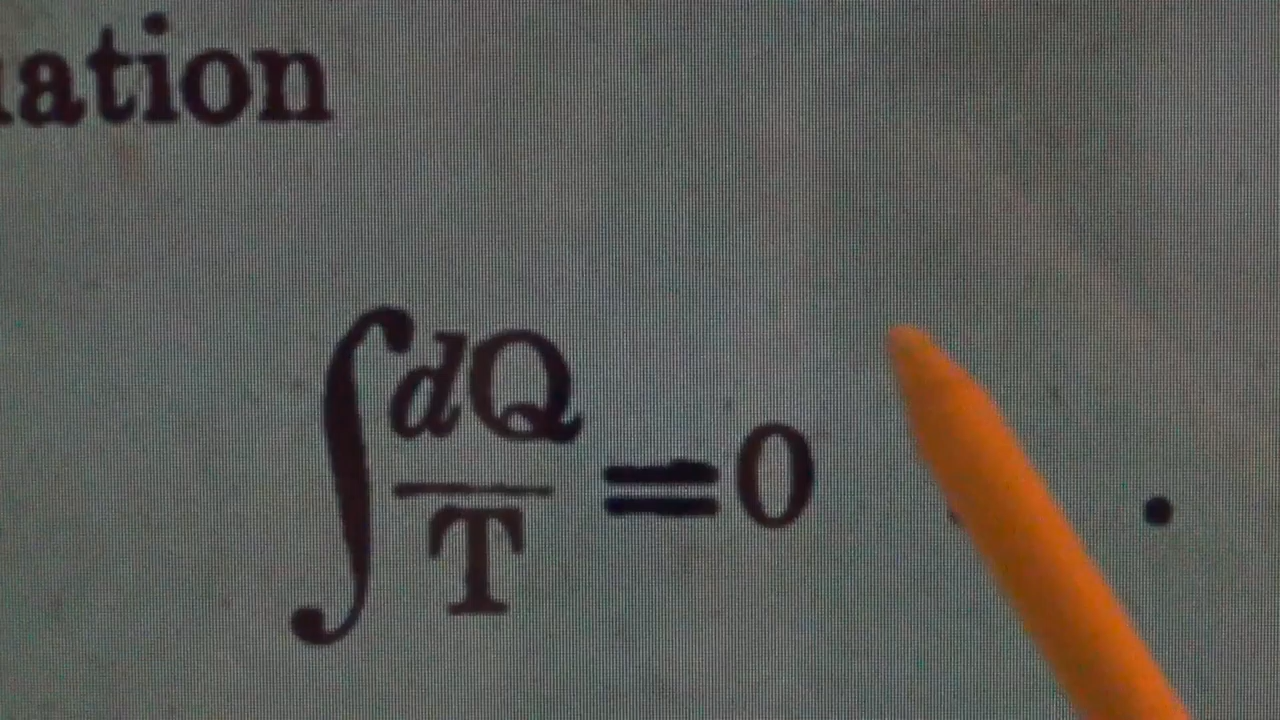 ation
∫ dQ/T = 0 .